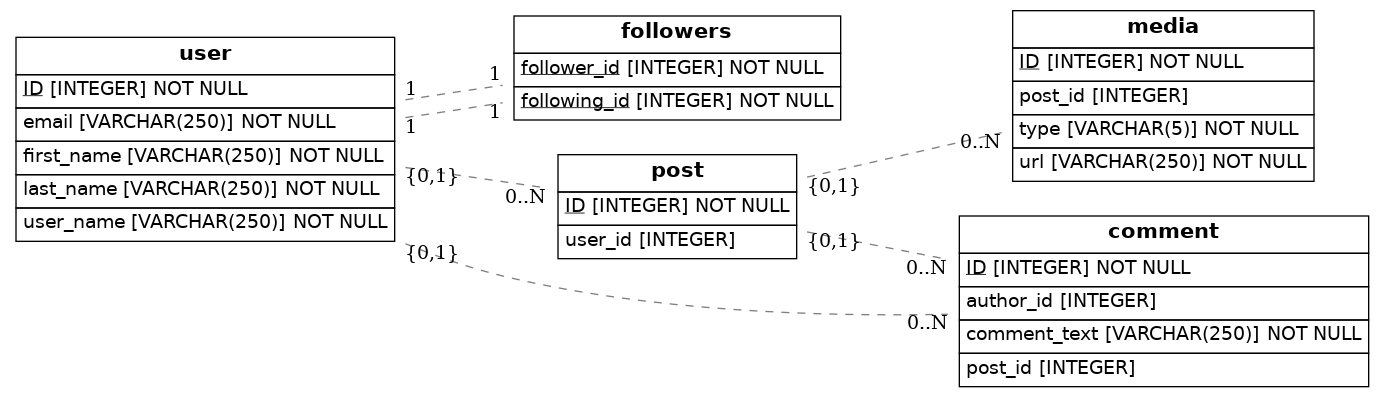 user
ID [INTEGER] NOT NULL
email [VARCHAR(250)] NOT NULL
first_name [VARCHAR(250)] NOT NULL
last_name [VARCHAR(250)] NOT NULL
user_name [VARCHAR(250)] NOT NULL
1
1
1
1
{0,1}
0..N
{0,1}
0..N
followers
follower_id [INTEGER] NOT NULL
following_id [INTEGER] NOT NULL
post
ID [INTEGER] NOT NULL
user_id [INTEGER]
{0,1}
0..N
{0,1}
0..N
media
ID [INTEGER] NOT NULL
post_id [INTEGER]
type [VARCHAR(5)] NOT NULL
url [VARCHAR(250)] NOT NULL
comment
ID [INTEGER] NOT NULL
author_id [INTEGER]
comment_text [VARCHAR(250)] NOT NULL
post_id [INTEGER]